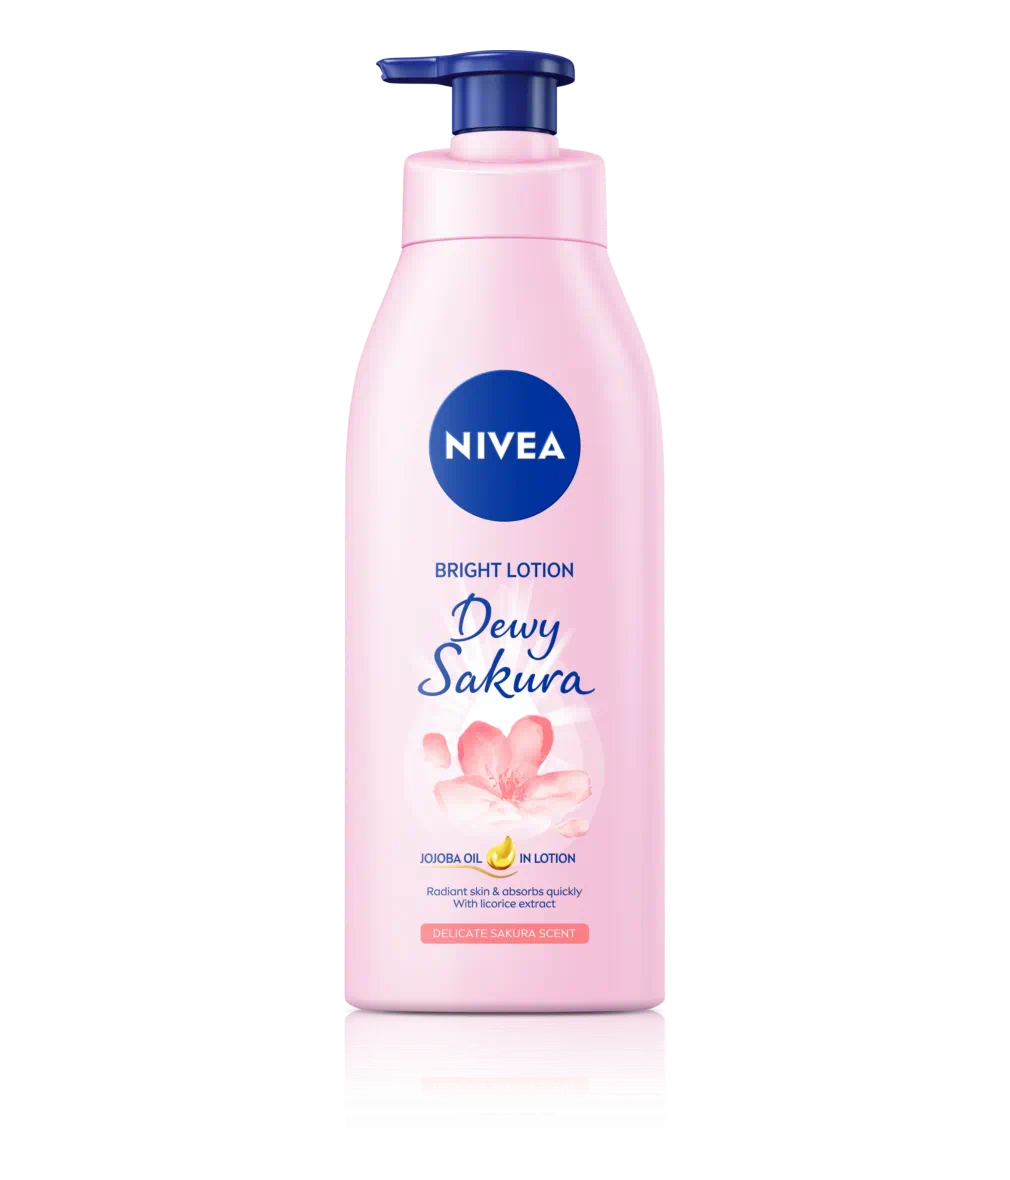 NIVEA
BRIGHT LOTION
Dewy
Sakura
JOJOBA OIL IN LOTION
Radiant skin & absorbs quickly
With licorice extract
DELICATE SAKURA SCENT